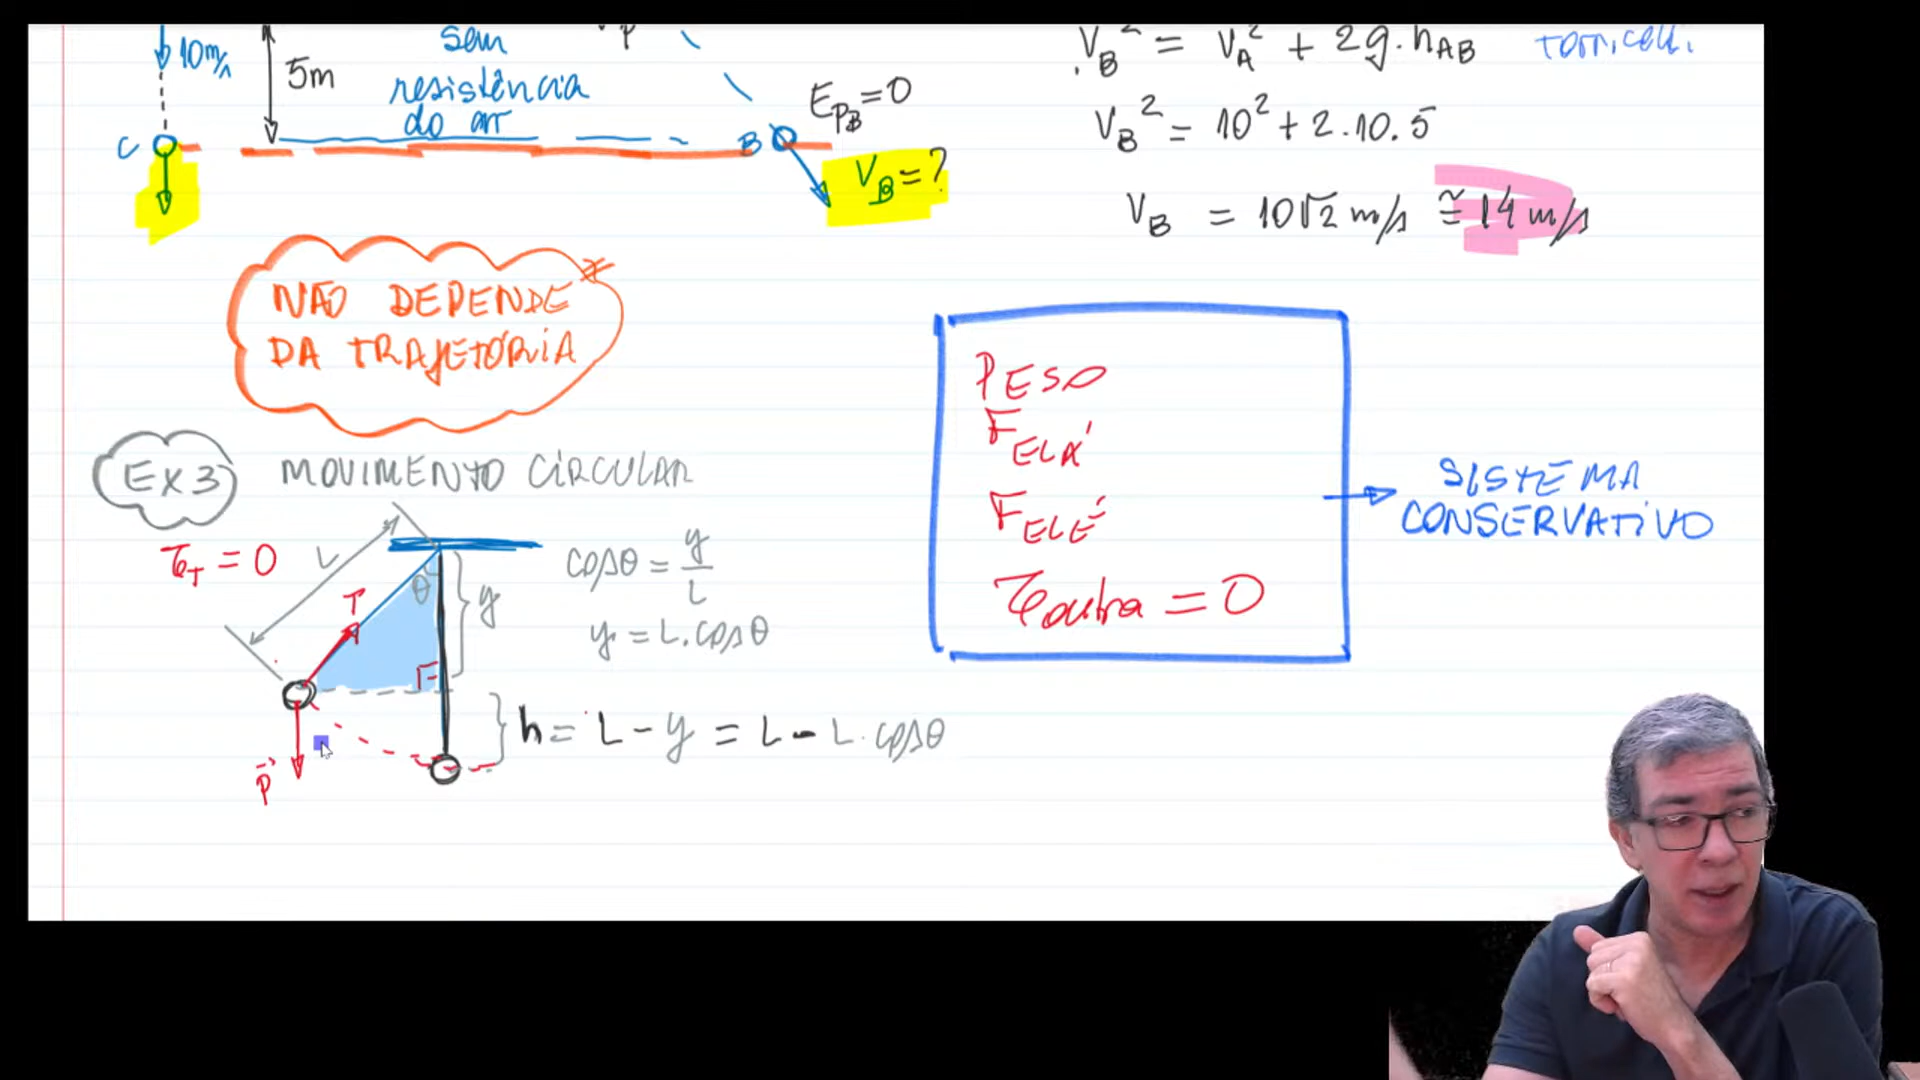 10m/s
5m
sem
resistência
do ar
C
P
B
E_PB = 0
V_B = ?
V_B² = V_A² + 2g.h_AB
V_B² = 10² + 2.10.5
V_B = 10√2 m/s ≅ 14 m/s
NÃO DEPENDE
DA TRAJETÓRIA
*
PESO
F_ELÁ
F_ELÉ
τ_outra = 0
SISTEMA
CONSERVATIVO
EX3 MOVIMENTO CIRCULAR
τ_T = 0
L
T
θ
y
cosθ = y/L
y = L.cosθ
h = L - y = L - L.cosθ
P